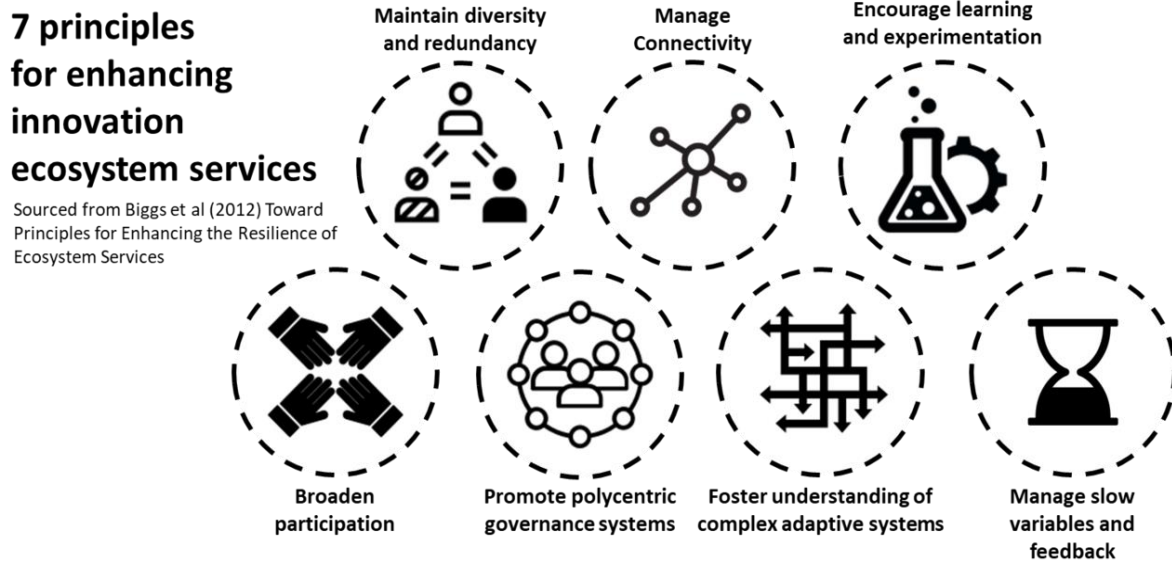 7 principles
for enhancing
innovation
ecosystem services
Sourced from Biggs et al (2012) Toward
Principles for Enhancing the Resilience of
Ecosystem Services
Maintain diversity
and redundancy
Manage
Connectivity
Encourage learning
and experimentation
Broaden
participation
Promote polycentric
governance systems
Foster understanding of
complex adaptive systems
Manage slow
variables and
feedback